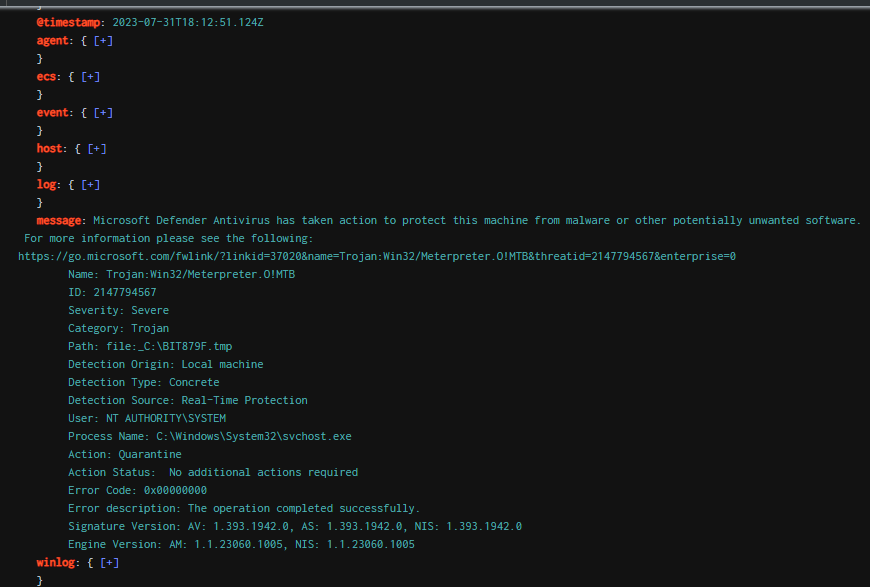 }
@timestamp: 2023-07-31T18:12:51.124Z
agent: { [+]
}
ecs: { [+]
}
event: { [+]
}
host: { [+]
}
log: { [+]
}
message: Microsoft Defender Antivirus has taken action to protect this machine from malware or other potentially unwanted software.
For more information please see the following:
https://go.microsoft.com/fwlink/?linkid=37020&name=Trojan:Win32/Meterpreter.O!MTB&threatid=2147794567&enterprise=0
Name: Trojan:Win32/Meterpreter.O!MTB
ID: 2147794567
Severity: Severe
Category: Trojan
Path: file:_C:\BIT879F.tmp
Detection Origin: Local machine
Detection Type: Concrete
Detection Source: Real-Time Protection
User: NT AUTHORITY\SYSTEM
Process Name: C:\Windows\System32\svchost.exe
Action: Quarantine
Action Status:  No additional actions required
Error Code: 0x00000000
Error description: The operation completed successfully.
Signature Version: AV: 1.393.1942.0, AS: 1.393.1942.0, NIS: 1.393.1942.0
Engine Version: AM: 1.1.23060.1005, NIS: 1.1.23060.1005
winlog: { [+]
}